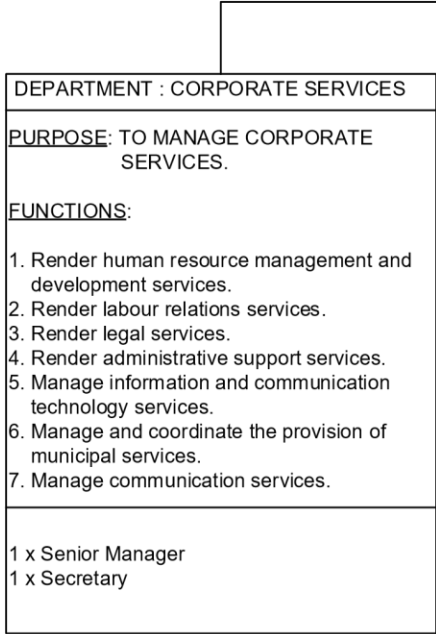 DEPARTMENT : CORPORATE SERVICES
PURPOSE: TO MANAGE CORPORATE
SERVICES.
FUNCTIONS:
1. Render human resource management and
development services.
2. Render labour relations services.
3. Render legal services.
4. Render administrative support services.
5. Manage information and communication
technology services.
6. Manage and coordinate the provision of
municipal services.
7. Manage communication services.
1 x Senior Manager
1 x Secretary